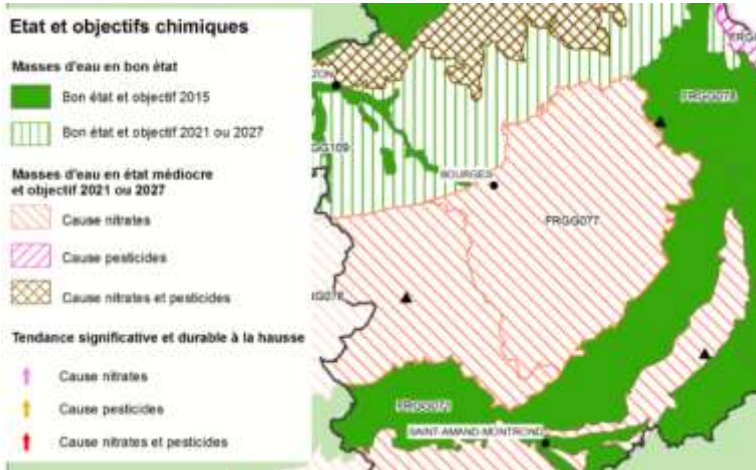 Etat et objectifs chimiques
Masses d'eau en bon état
Bon état et objectif 2015
Bon état et objectif 2021 ou 2027
Masses d'eau en état médiocre
et objectif 2021 ou 2027
Cause nitrates
Cause pesticides
Cause nitrates et pesticides
Tendance significative et durable à la hausse
Cause nitrates
Cause pesticides
Cause nitrates et pesticides
ZON
GG109
BOURGES
FRGG077
SAINT-AMAND-MONTROND